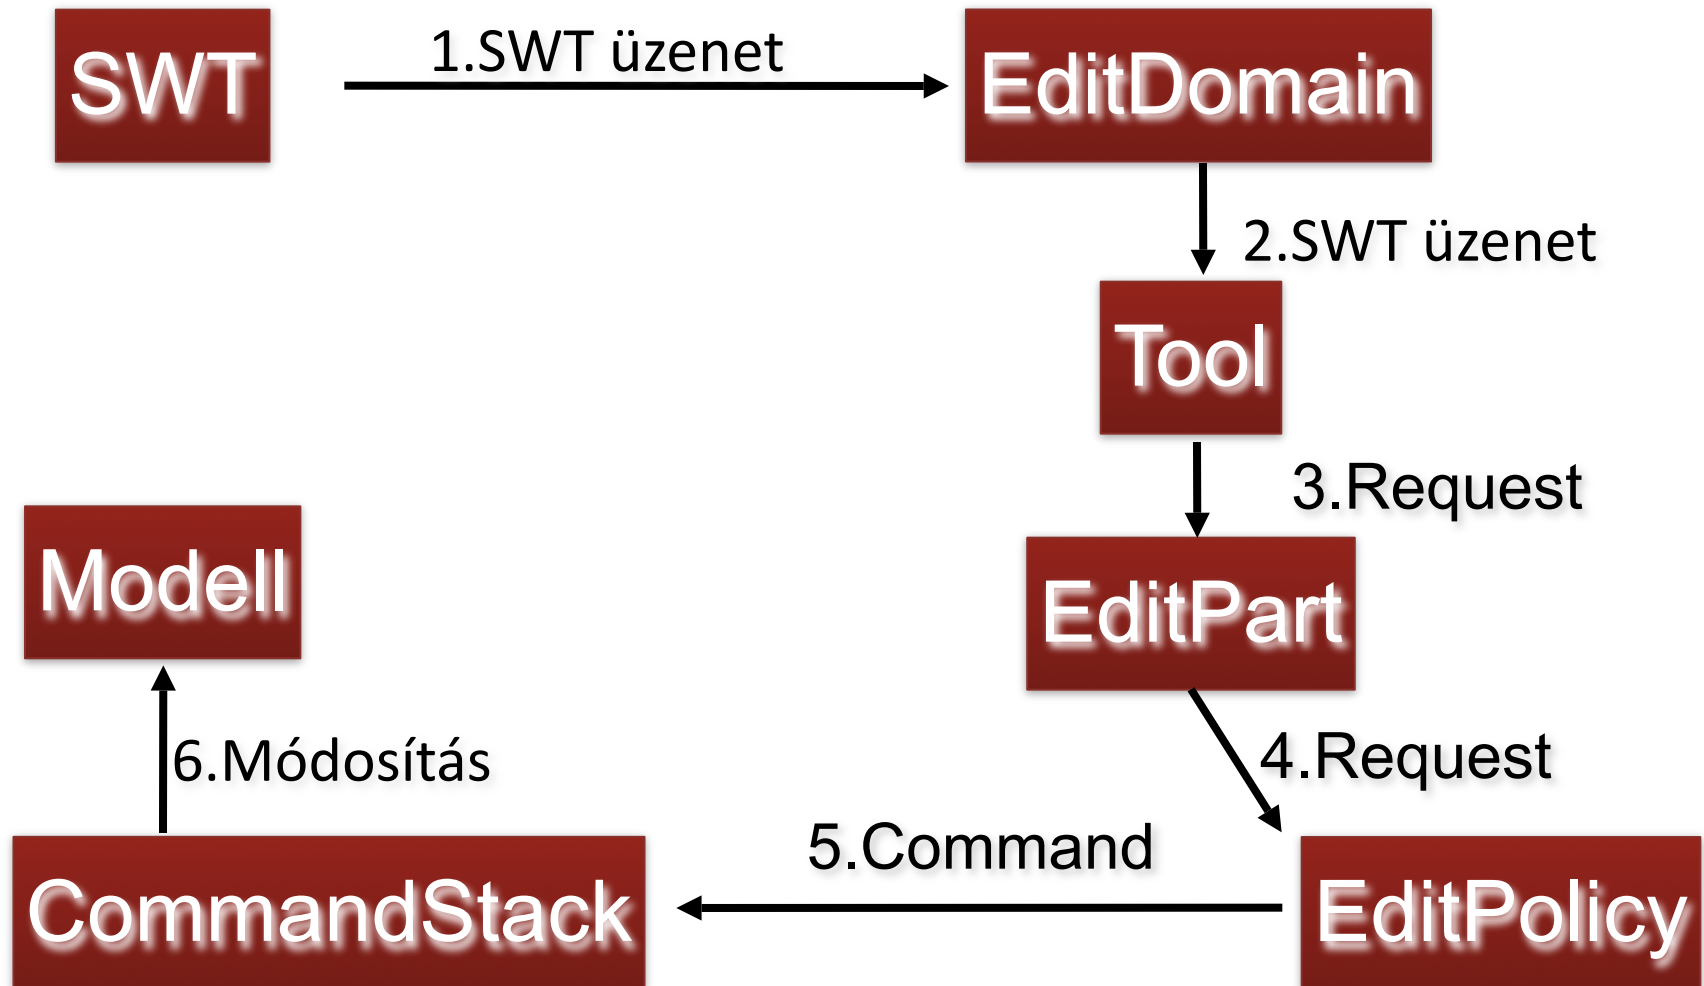 SWT
1.SWT üzenet
EditDomain
2.SWT üzenet
Tool
3.Request
EditPart
Modell
4.Request
6.Módosítás
5.Command
CommandStack
EditPolicy